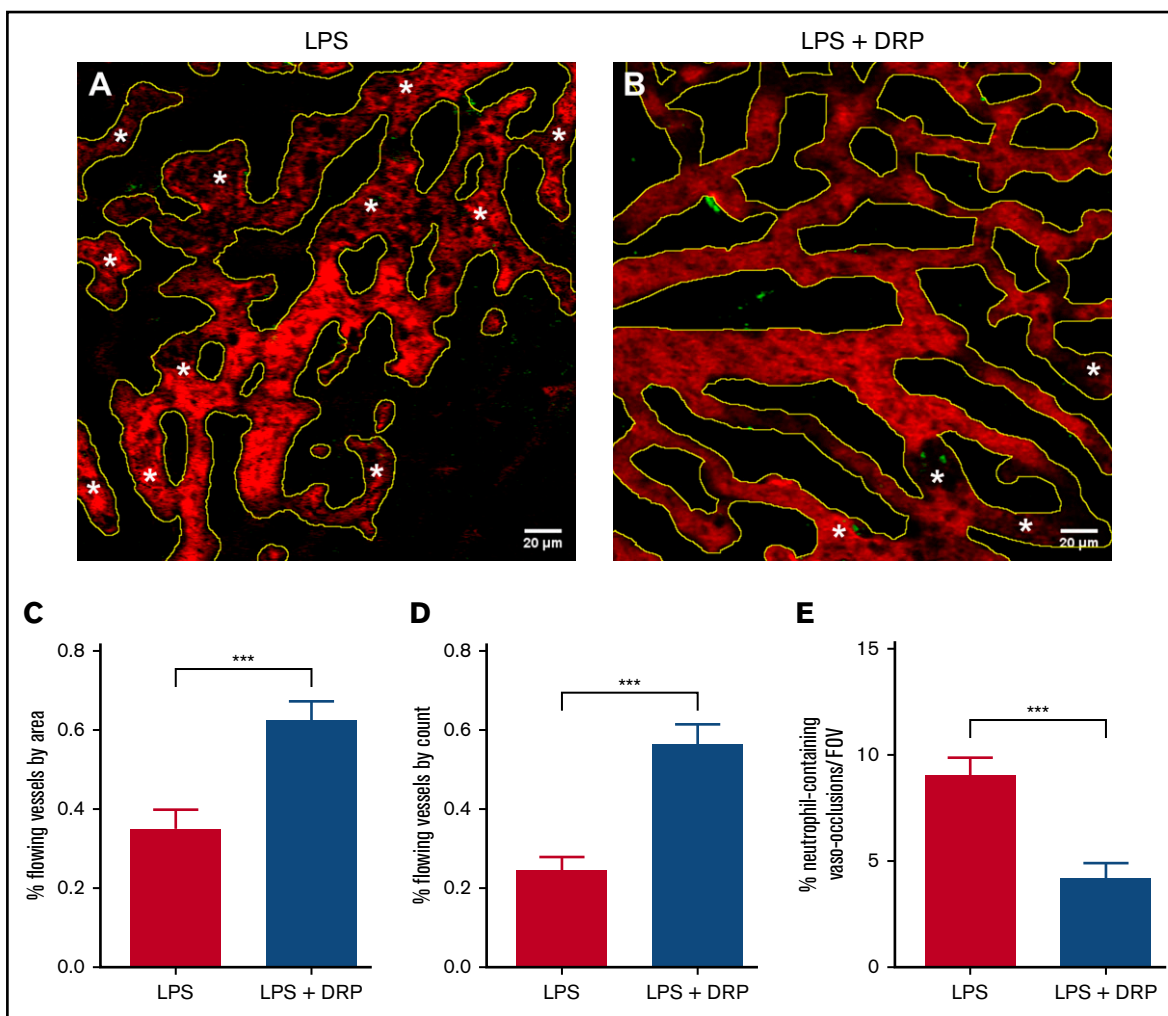 LPS
LPS + DRP
A
*
*
*
*
*
*
*
*
*
*
*
20 µm
B
*
*
*
*
20 µm
C
% flowing vessels by area
0.8
0.6
0.4
0.2
0.0
***
LPS
LPS + DRP
D
% flowing vessels by count
0.8
0.6
0.4
0.2
0.0
***
LPS
LPS + DRP
E
% neutrophil-containing
vaso-occlusions/ FOV
15
10
5
0
***
LPS
LPS + DRP